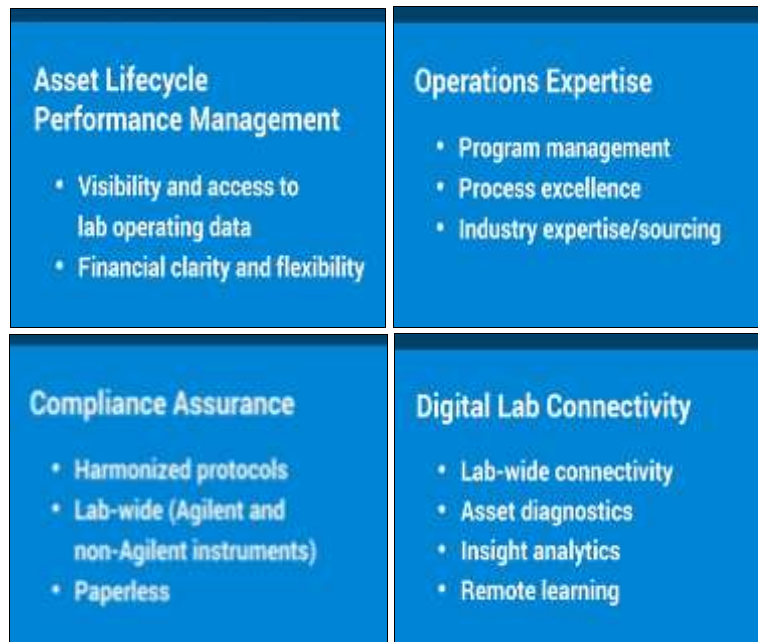 Asset Lifecycle
Performance Management
• Visibility and access to
lab operating data
• Financial clarity and flexibility
Operations Expertise
• Program management
• Process excellence
• Industry expertise/sourcing
Compliance Assurance
• Harmonized protocols
• Lab-wide (Agilent and
non-Agilent instruments)
• Paperless
Digital Lab Connectivity
• Lab-wide connectivity
• Asset diagnostics
• Insight analytics
• Remote learning